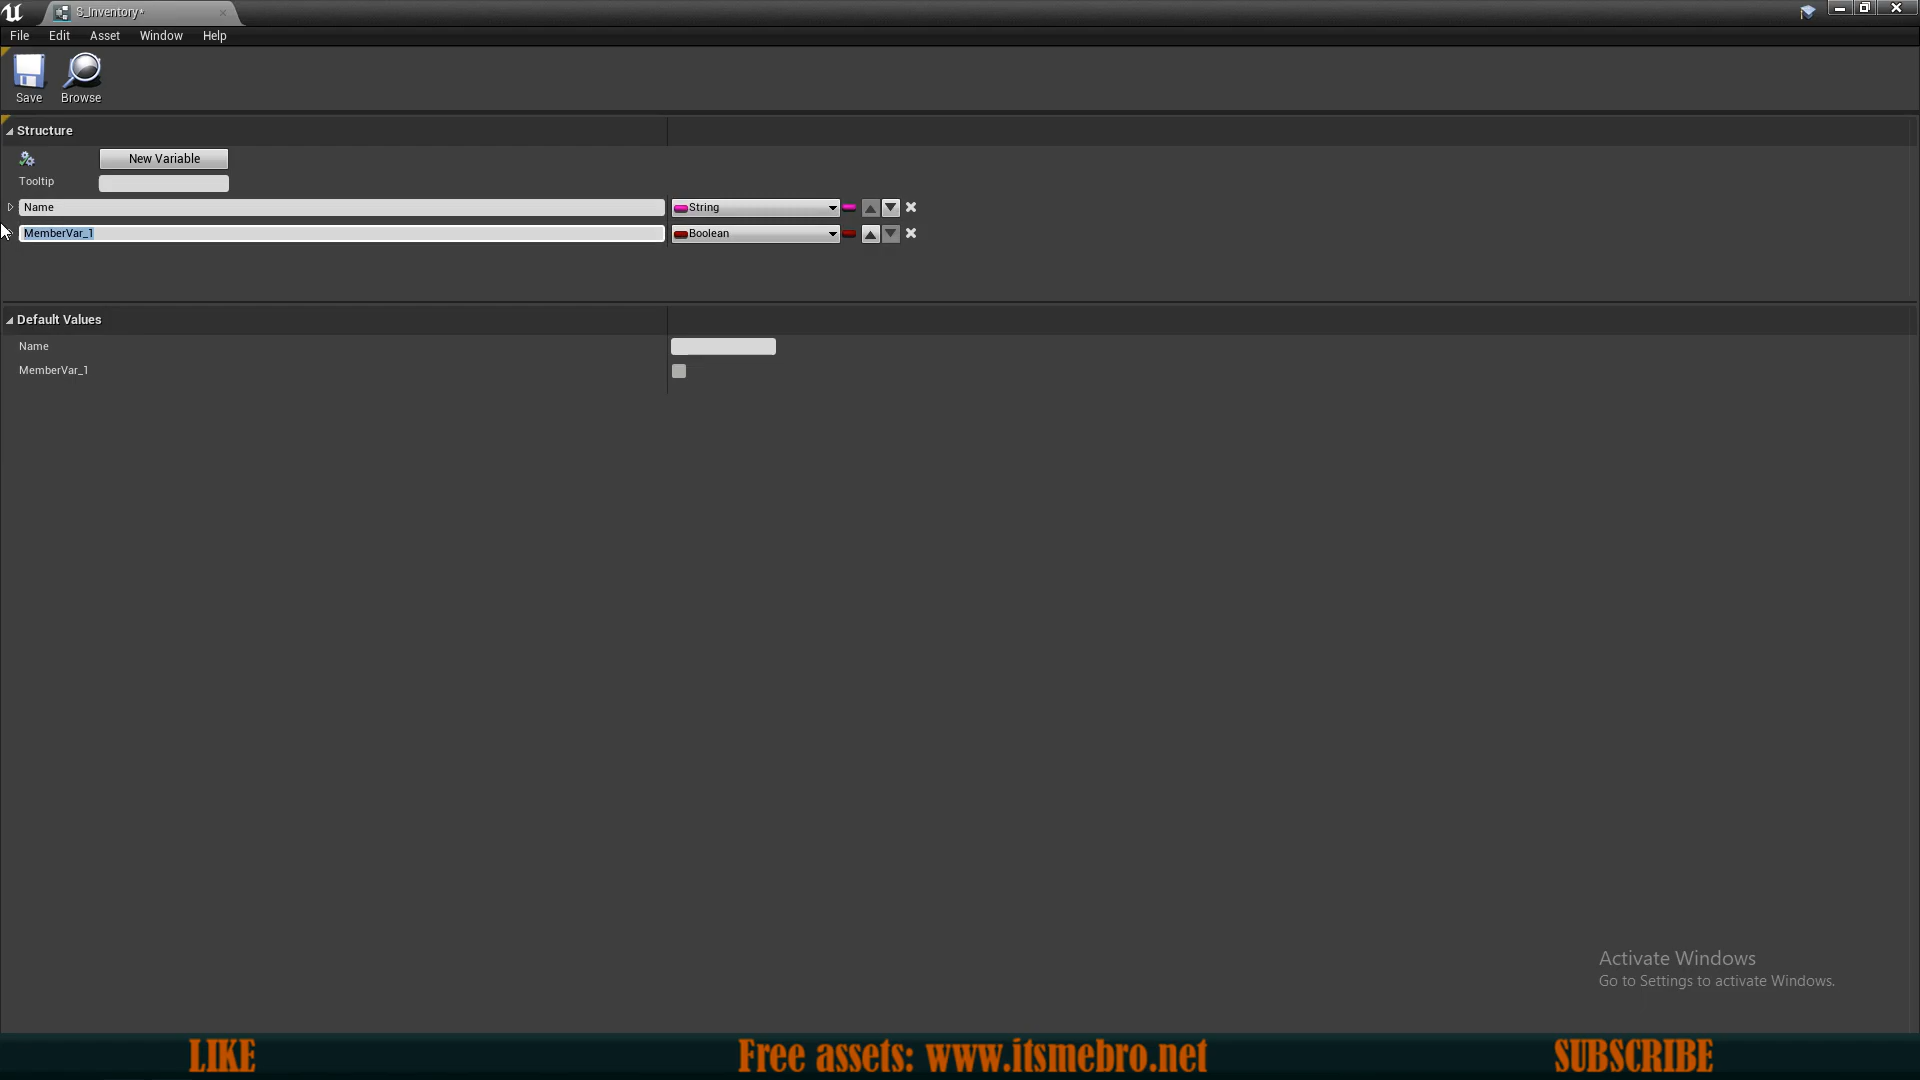 S_Inventory*
File Edit Asset Window Help
Save Browse
Structure
New Variable
Tooltip
Name String
MemberVar_1 Boolean
Default Values
Name
MemberVar_1
Activate Windows
Go to Settings to activate Windows.
LIKE Free assets: www.itsmebro.net SUBSCRIBE